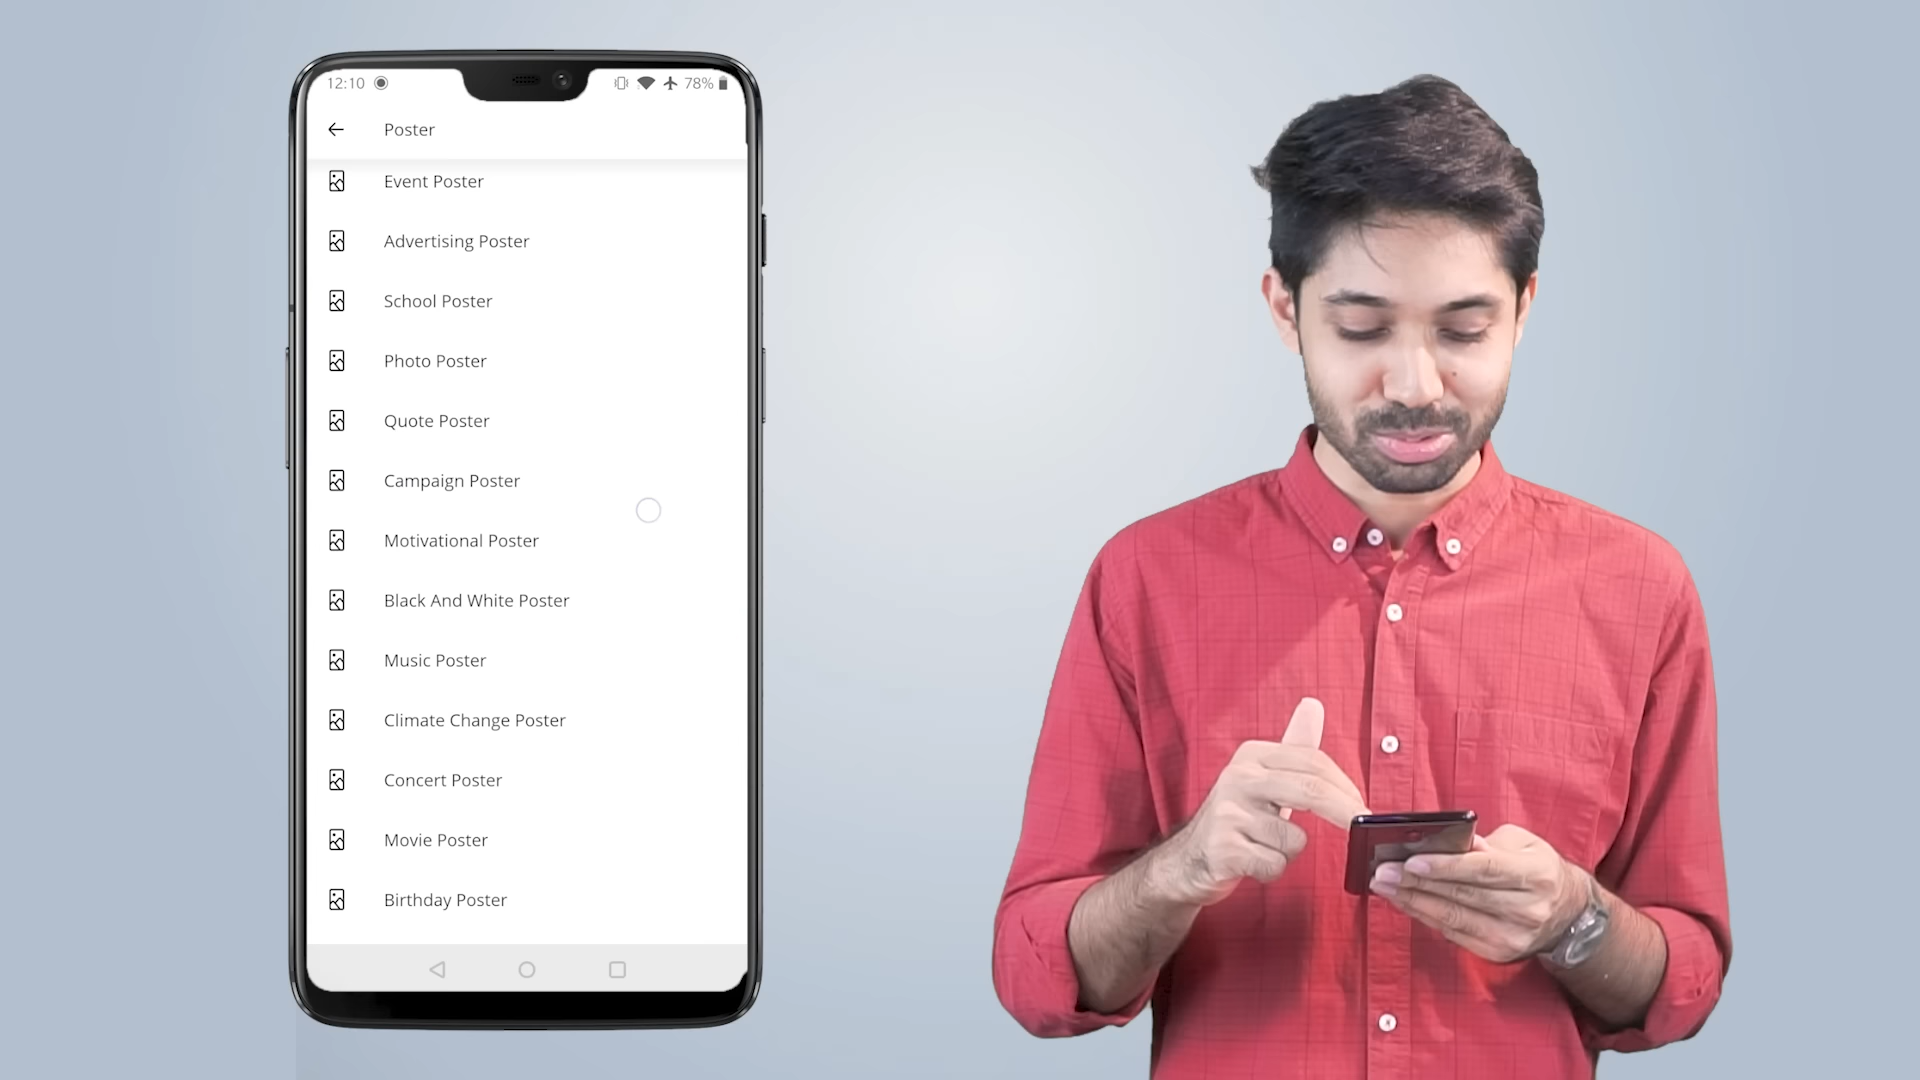 12:10 78%
Poster
Event Poster
Advertising Poster
School Poster
Photo Poster
Quote Poster
Campaign Poster
Motivational Poster
Black And White Poster
Music Poster
Climate Change Poster
Concert Poster
Movie Poster
Birthday Poster